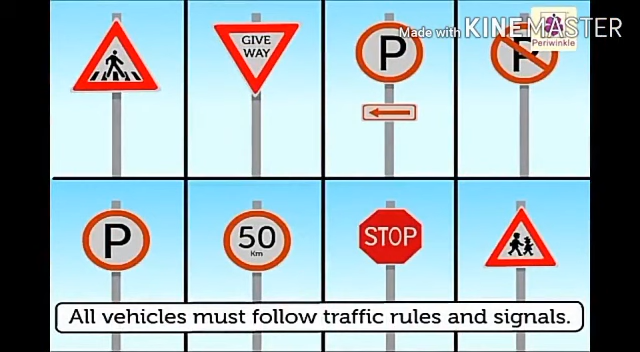 Made with KINEMASTER
Periwinkle
GIVE
WAY
P
P
P
50
Km
STOP
All vehicles must follow traffic rules and signals.